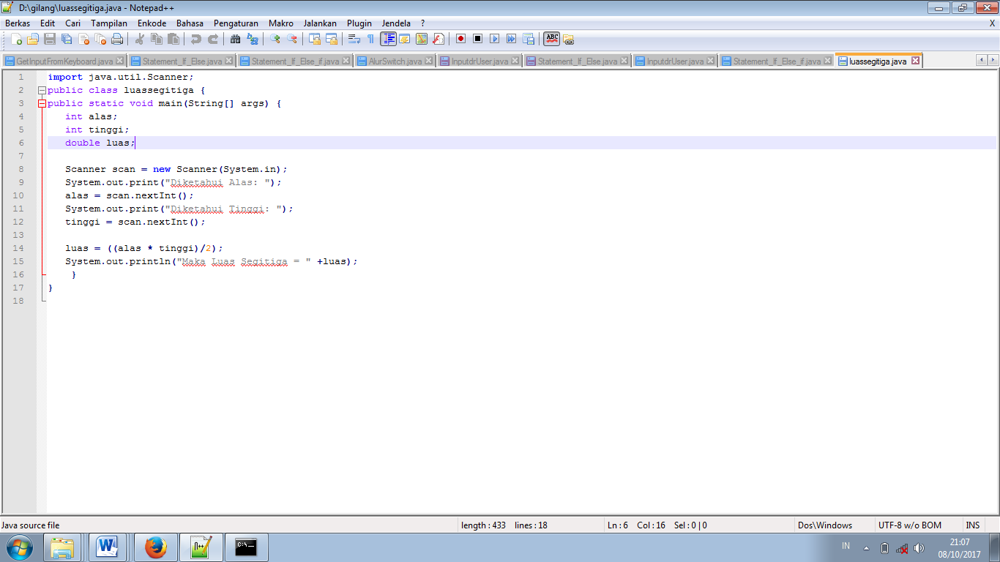 D:\gilang\luassegitiga.java - Notepad++
Berkas Edit Cari Tampilan Enkode Bahasa Pengaturan Makro Jalankan Plugin Jendela ? X
ABC
GetInputFromKeyboard.java Statement_If_Else.java Statement_If_Else_if.java AlurSwitch.java InputdrUser.java Statement_If_Else.java InputdrUser.java Statement_If_Else_if.java luassegitiga.java
1 import java.util.Scanner;
2 public class luassegitiga {
3 public static void main(String[] args) {
4 int alas;
5 int tinggi;
6 double luas;
7
8 Scanner scan = new Scanner(System.in);
9 System.out.print("Diketahui Alas: ");
10 alas = scan.nextInt();
11 System.out.print("Diketahui Tinggi: ");
12 tinggi = scan.nextInt();
13
14 luas = ((alas * tinggi)/2);
15 System.out.println("Maka Luas Segitiga = " +luas);
16 }
17 }
18
Java source file length : 433 lines : 18 Ln : 6 Col : 16 Sel : 0 | 0 Dos\Windows UTF-8 w/o BOM INS
IN 21:07
08/10/2017